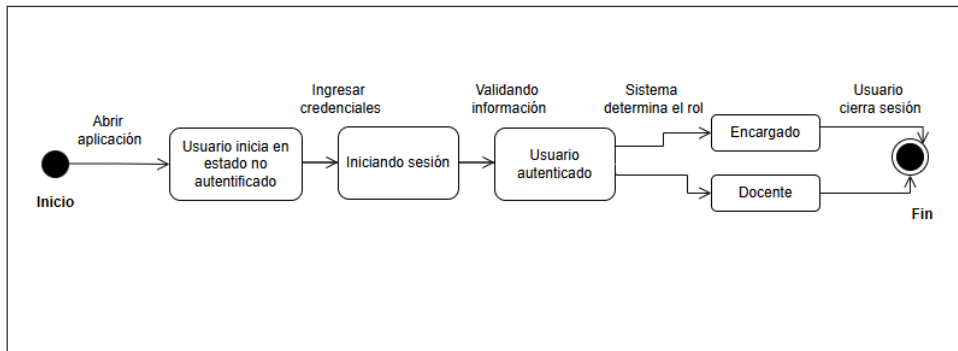 Abrir
aplicación
Inicio
Usuario inicia en
estado no
autentificado
Ingresar
credenciales
Iniciando sesión
Validando
información
Usuario
autenticado
Sistema
determina el rol
Encargado
Docente
Usuario
cierra sesión
Fin